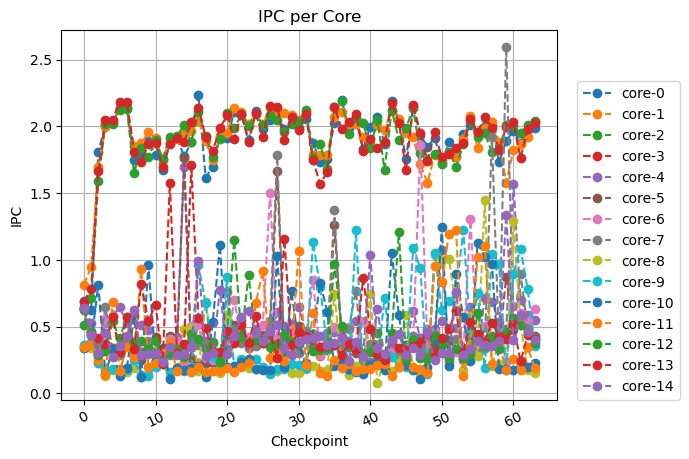 IPC per Core
2.5
2.0
1.5
1.0
0.5
0.0
IPC
0
10
20
30
40
50
60
Checkpoint
core-0
core-1
core-2
core-3
core-4
core-5
core-6
core-7
core-8
core-9
core-10
core-11
core-12
core-13
core-14